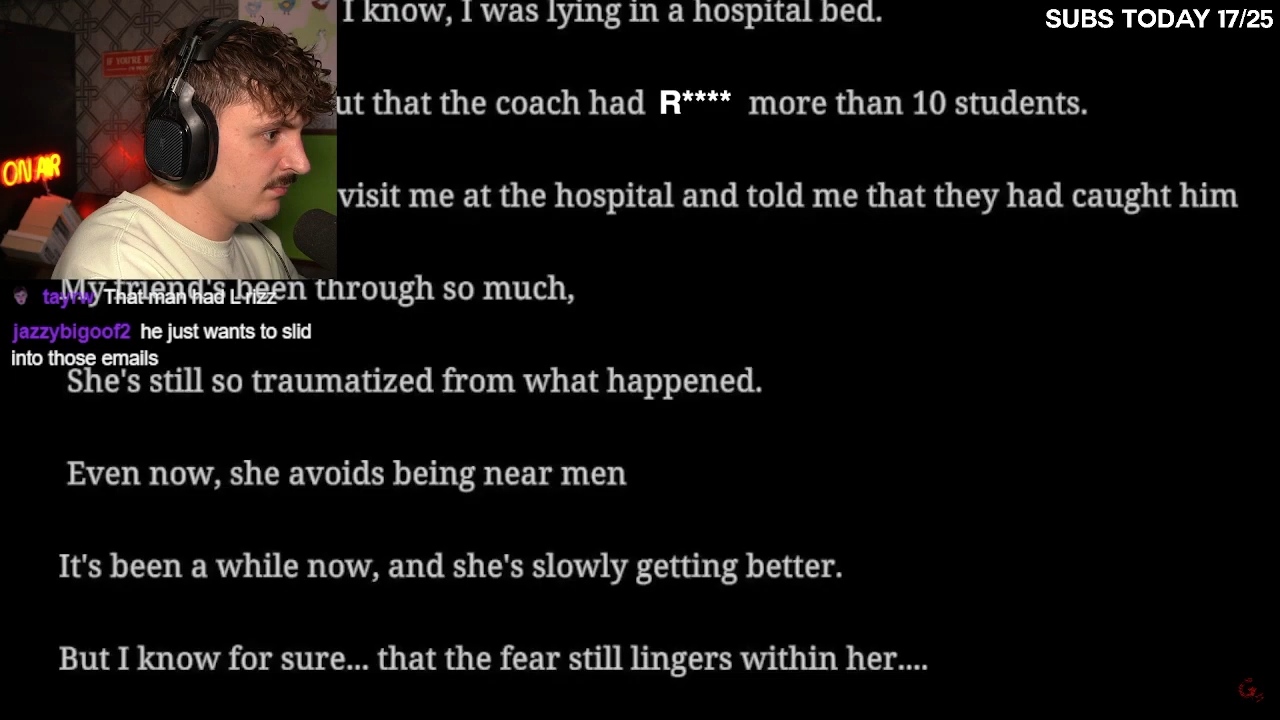 I know, I was lying in a hospital bed.
SUBS TODAY 17/25
ut that the coach had R**** more than 10 students.
ON AIR
visit me at the hospital and told me that they had caught him
My friend's been through so much,
That man had L rizz
jazzybigoof2 he just wants to slid
into those emails
She's still so traumatized from what happened.
Even now, she avoids being near men
It's been a while now, and she's slowly getting better.
But I know for sure... that the fear still lingers within her....